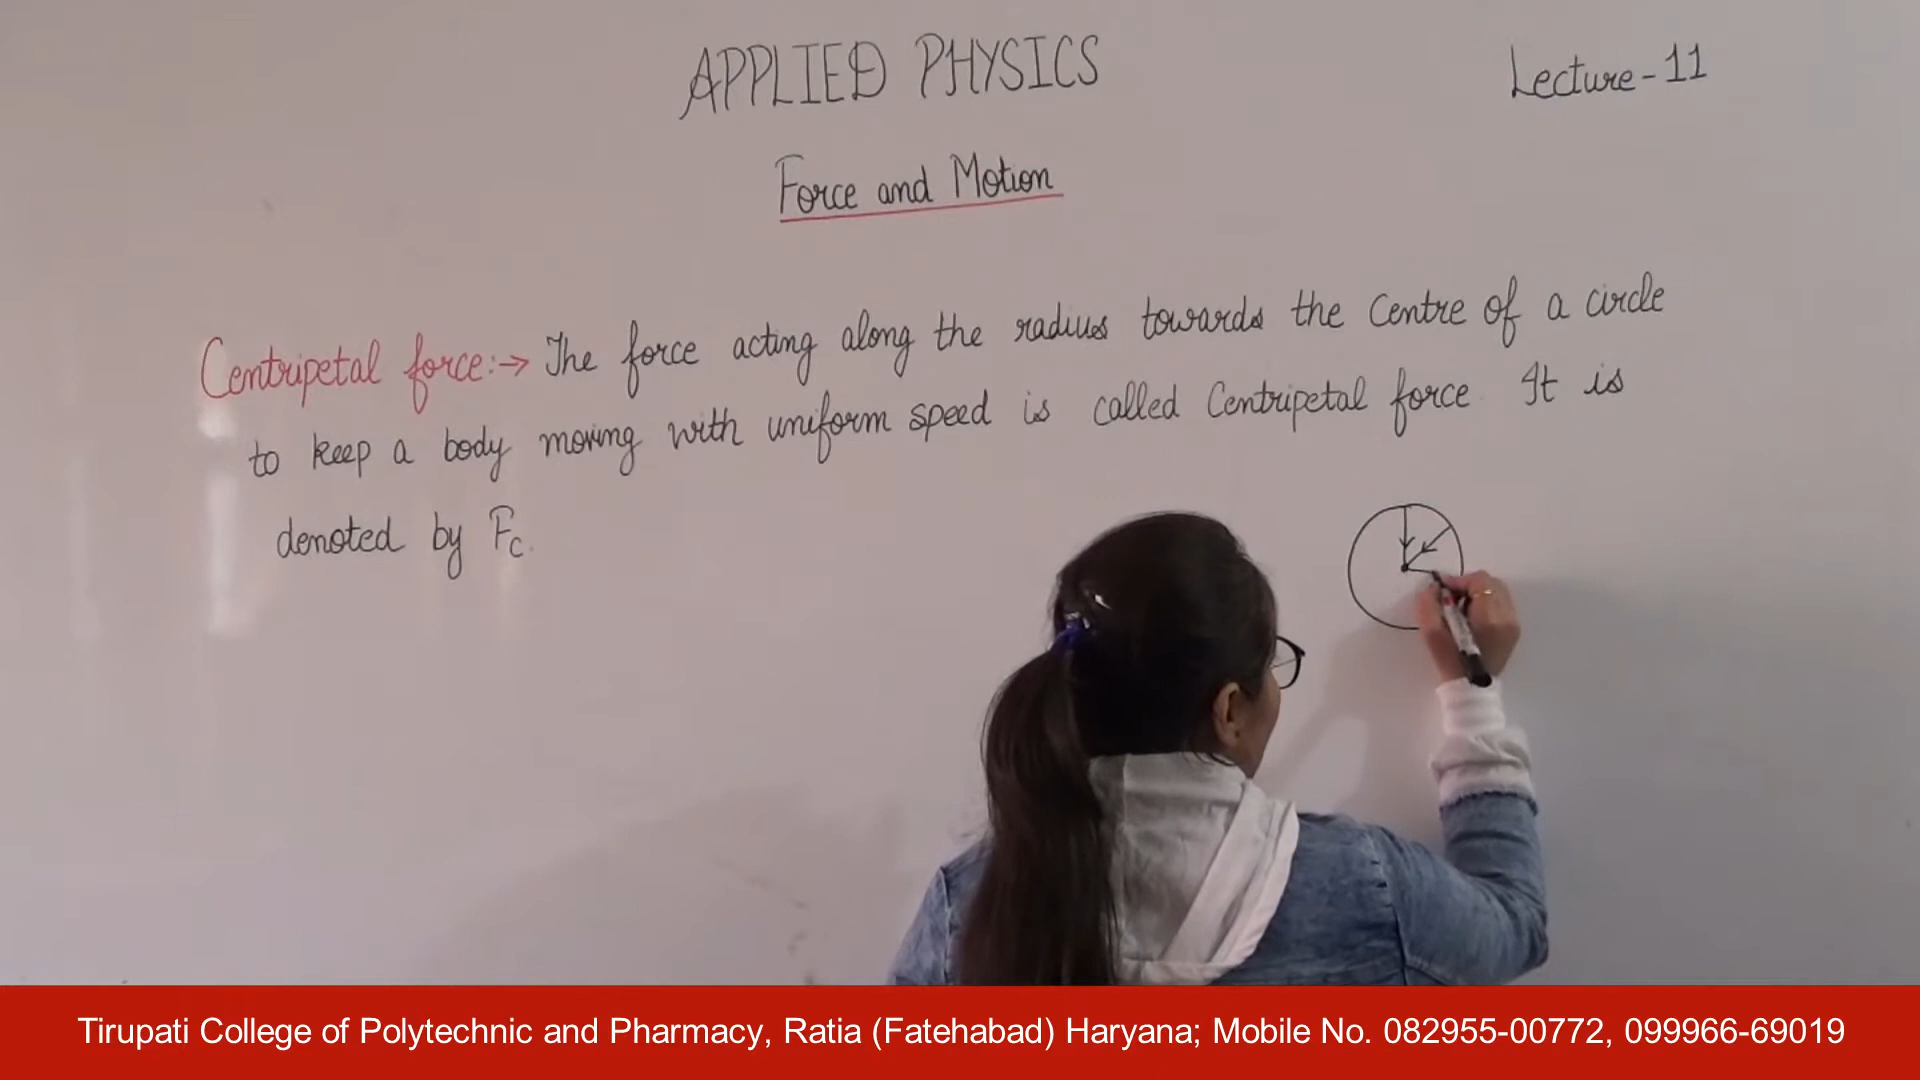 APPLIED PHYSICS
Lecture-11
Force and Motion
Centripetal force:→ The force acting along the radius towards the Centre of a circle
to keep a body moving with uniform speed is called Centripetal force It is
denoted by Fc.
Tirupati College of Polytechnic and Pharmacy, Ratia (Fatehabad) Haryana; Mobile No. 082955-00772, 099966-69019